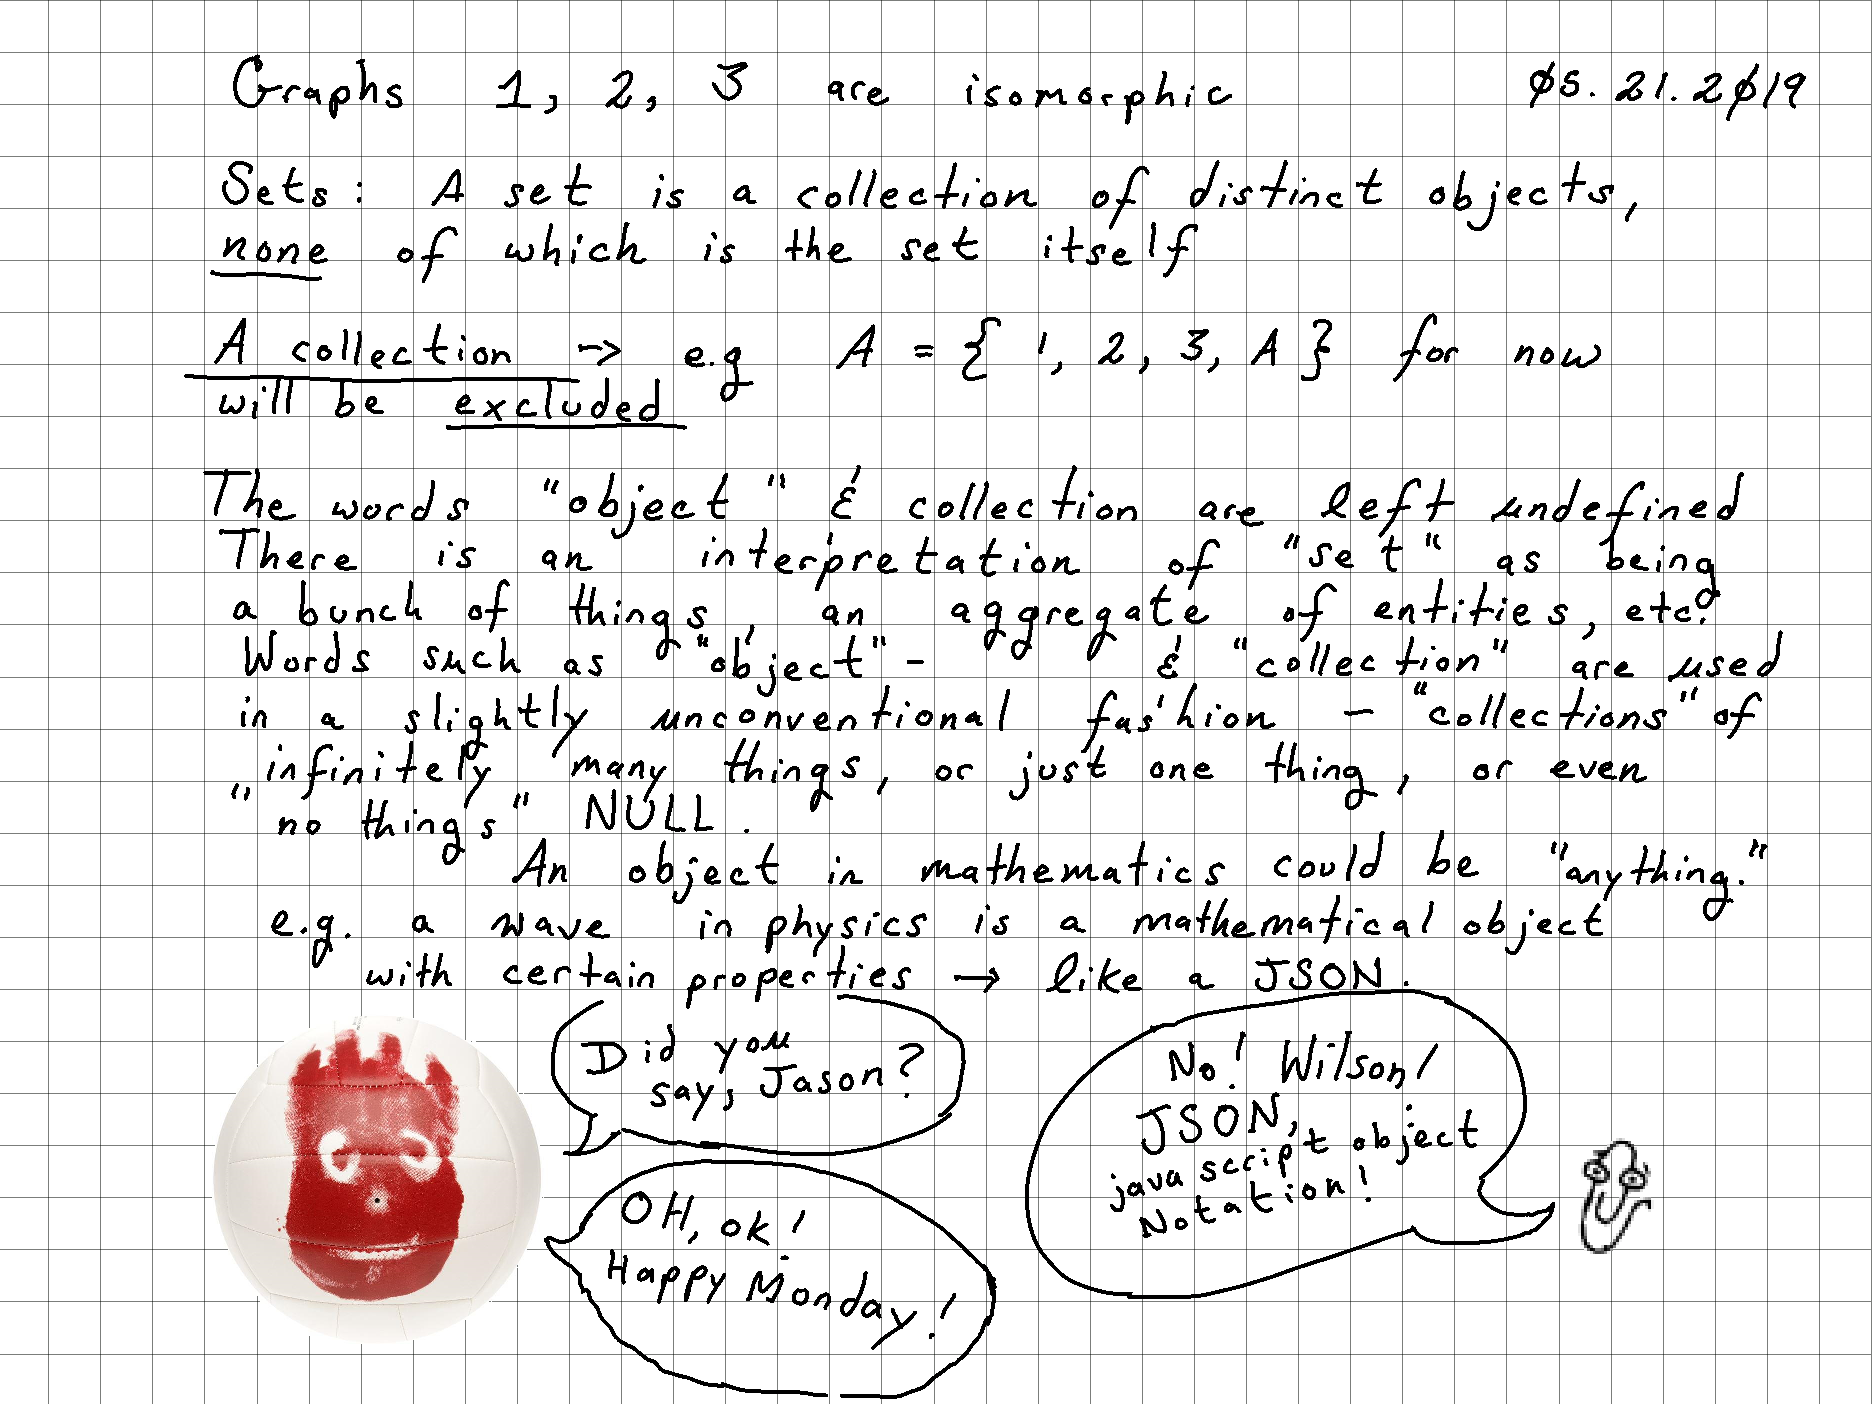 Graphs 1, 2, 3 are isomorphic 05.21.2019
Sets: A set is a collection of distinct objects,
none of which is the set itself
A collection → e.g A = { 1, 2, 3, A } for now
will be excluded
The words "object" & collection are left undefined
There is an interpretation of "set" as being
a bunch of things, an aggregate of entities, etc.
Words such as "object" - & "collection" are used
in a slightly unconventional fashion - "collections" of
infinitely many things, or just one thing, or even
"no things" NULL.
An object in mathematics could be "anything."
e.g. a wave in physics is a mathematical object
with certain properties → like a JSON.
Did you
say, Jason?
No! Wilson!
JSON,
java script object
Notation!
OH, ok!
Happy Monday!